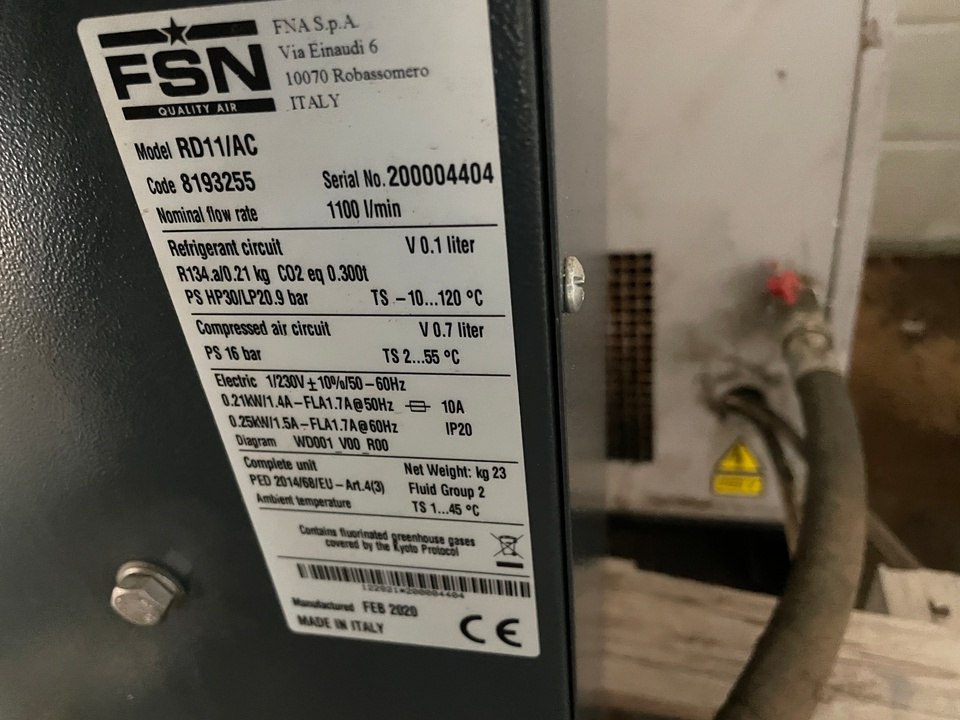 FSN
QUALITY AIR
FNA S.p.A.
Via Einaudi 6
10070 Robassomero
ITALY
Model RD11/AC
Code 8193255 Serial No. 200004404
Nominal flow rate 1100 l/min
Refrigerant circuit V 0.1 liter
R134.a/0.21 kg CO2 eq 0.300t
PS HP30/LP20.9 bar TS -10...120 °C
Compressed air circuit V 0.7 liter
PS 16 bar TS 2...55 °C
Electric 1/230V ±10%/50-60Hz
0.21kW/1.4A-FLA1.7A@50Hz 10A
0.25kW/1.5A-FLA1.7A@60Hz IP20
Diagram WD001_V00_R00
Complete unit Net Weight: kg 23
PED 2014/68/EU-Art.4(3) Fluid Group 2
Ambient temperature TS 1...45 °C
Contains fluorinated greenhouse gases
covered by the Kyoto Protocol
122021*200004404
Manufactured FEB 2020
MADE IN ITALY CE